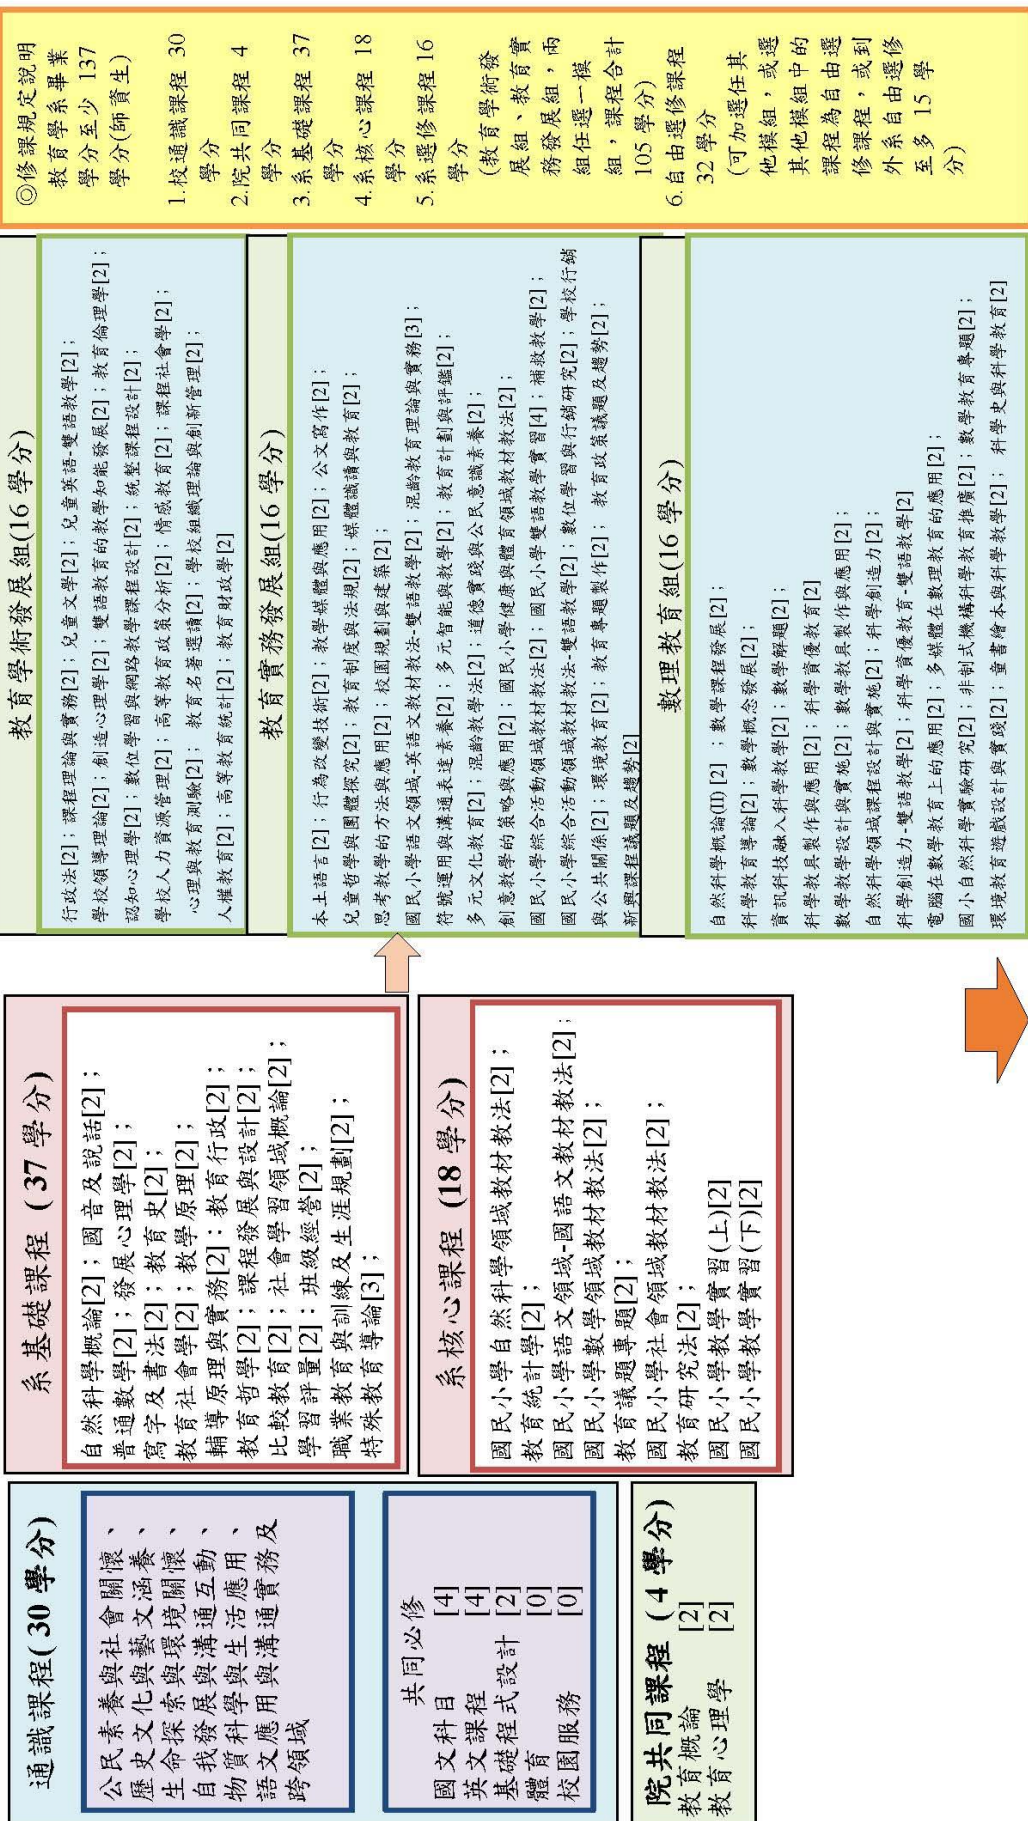 通識課程(30 學分)
公民素養與社會關懷、
歷史文化與藝文涵養、
生命探索與環境關懷、
自我發展與溝通互動、
物質科學與生活應用、
語文應用與溝通實務及
跨領域
共同必修
國文科目 [4]
英文課程 [4]
基礎程式設計 [2]
體育 [0]
校園服務 [0]
院共同課程 (4 學分)
教育概論 [2]
教育心理學 [2]
系基礎課程 (37 學分)
自然科學概論[2]；國音及說話[2]；
普通數學[2]；發展心理學[2]；
寫字及書法[2]；教育史[2]；
教育社會學[2]；教學原理[2]；
輔導原理與實務[2]：教育行政[2]；
教育哲學[2]；課程發展與設計[2]；
比較教育[2]；社會學習領域概論[2]；
學習評量[2]：班級經營[2]；
職業教育與訓練及生涯規劃[2]；
特殊教育導論[3]；
系核心課程 (18 學分)
國民小學自然科學領域教材教法[2]；
教育統計學[2]；
國民小學語文領域-國語文教材教法[2]；
國民小學數學領域教材教法[2]；
教育議題專題[2]；
國民小學社會領域教材教法[2]；
教育研究法[2]；
國民小學教學實習(上)[2]
國民小學教學實習(下)[2]
教育學術發展組(16 學分)
行政法[2]；課程理論與實務[2]；兒童文學[2]；兒童英語-雙語教學[2]；
學校領導理論[2]；創造心理學[2]；雙語教育的教學知能發展[2]；教育倫理學[2]；
認知心理學[2]；數位學習與網路教學課程設計[2]；統整課程設計[2]；
學校人力資源管理[2]；高等教育政策分析[2]；情感教育[2]；課程社會學[2]；
心理與教育測驗[2]； 教育名著選讀[2]；學校組織理論與創新管理[2]；
人權教育[2]；高等教育統計[2]；教育財政學[2]
教育實務發展組(16 學分)
本土語言[2]；行為改變技術[2]；教學媒體與應用[2]；公文寫作[2]；
兒童哲學與團體探究[2]；教育制度與法規[2]；媒體識讀與教育[2]；
思考教學的方法與應用[2]；校園規劃與建築[2]；
國民小學語文領域-英語文教材教法-雙語教學[2]；混齡教育理論與實務[3]；
符號運用與溝通表達素養[2]；多元智能與教學[2]；教育計劃與評鑑[2]；
多元文化教育[2]；混齡教學法[2]；道德實踐與公民意識素養[2]；
創意教學的策略與應用[2]；國民小學健康與體育領域教材教法[2]；
國民小學綜合活動領域教材教法[2]；國民小學雙語教學實習[4]；補救教學[2]；
國民小學綜合活動領域教材教法-雙語教學[2]；數位學習與行銷研究[2]；學校行銷
與公共關係[2]；環境教育[2]；教育專題製作[2]； 教育政策議題及趨勢[2]；
新興課程議題及趨勢[2]
數理教育組(16 學分)
自然科學概論(II)[2] ；數學課程發展[2]；
科學教育導論[2]；數學概念發展[2]；
資訊科技融入科學教學[2]；數學解題[2]；
科學教具製作與應用[2]；科學資優教育[2]
數學教學設計與實施[2]；數學教具製作與應用[2]；
自然科學領域課程設計與實施[2]；科學創造力[2]；
科學創造力-雙語教學[2]；科學資優教育-雙語教學[2]
電腦在數學教育上的應用[2]；多媒體在數理教育的應用[2]；
國小自然科學實驗研究[2]；非制式機構科學教育推廣[2]；數學教育專題[2]；
環境教育遊戲設計與實踐[2]；童書繪本與科學教學[2]； 科學史與科學教育[2]
◎修課規定說明
教育學系畢業
學分至少 137
學分(師資生)
1.校通識課程 30
學分
2.院共同課程 4
學分
3.系基礎課程 37
學分
4.系核心課程 18
學分
5.系選修課程 16
學分
(教育學術發
展組、教育實
務發展組，兩
組任選一模
組，課程合計
105 學分)
6.自由選修課程
32 學分
(可加選任其
他模組，或選
其他模組中的
課程為自由選
修課程，或到
外系自由選修
至多 15 學
分)